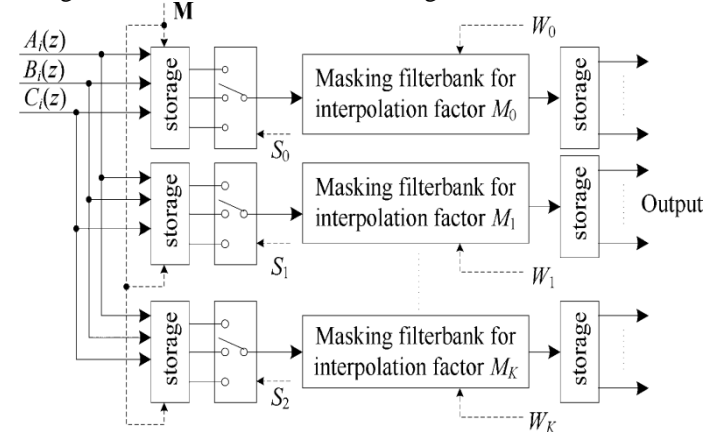 M
A_i(z)
B_i(z)
C_i(z)
storage
S_0
Masking filterbank for
interpolation factor M_0
W_0
storage
storage
S_1
Masking filterbank for
interpolation factor M_1
W_1
storage
Output
storage
S_2
Masking filterbank for
interpolation factor M_K
W_K
storage